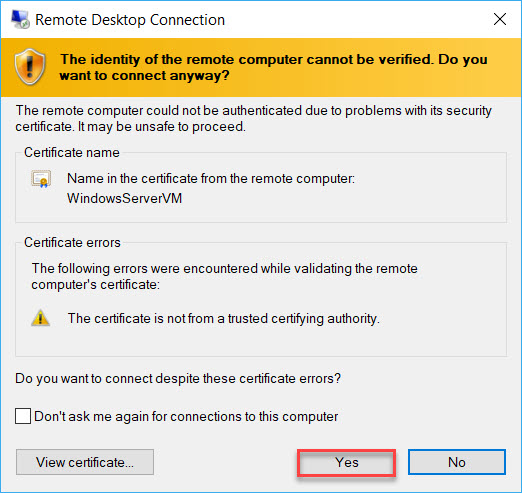 Remote Desktop Connection
The identity of the remote computer cannot be verified. Do you
want to connect anyway?
The remote computer could not be authenticated due to problems with its security
certificate. It may be unsafe to proceed.
Certificate name
Name in the certificate from the remote computer:
WindowsServerVM
Certificate errors
The following errors were encountered while validating the remote
computer's certificate:
The certificate is not from a trusted certifying authority.
Do you want to connect despite these certificate errors?
Don't ask me again for connections to this computer
View certificate... Yes No